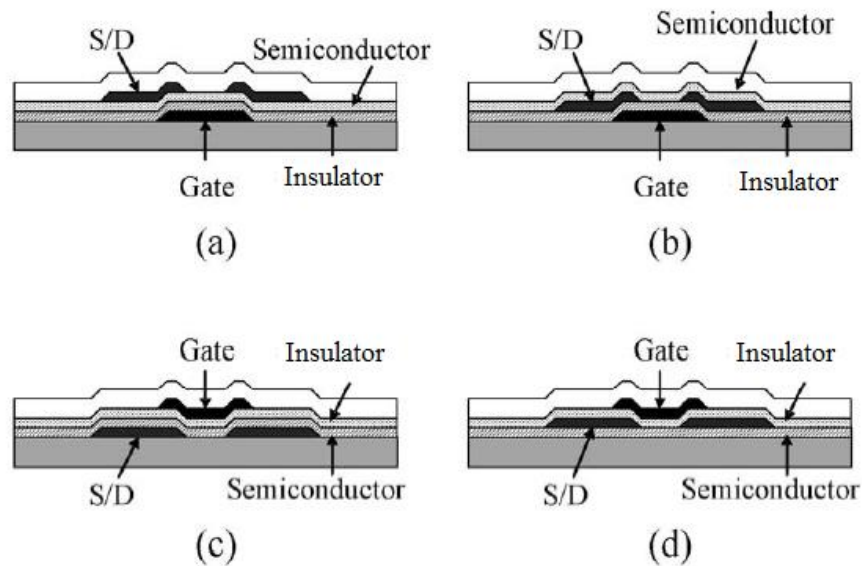 S/D
Semiconductor
Gate
Insulator
(a)
S/D
Semiconductor
Gate
Insulator
(b)
Gate
Insulator
S/D
Semiconductor
(c)
Gate
Insulator
S/D
Semiconductor
(d)